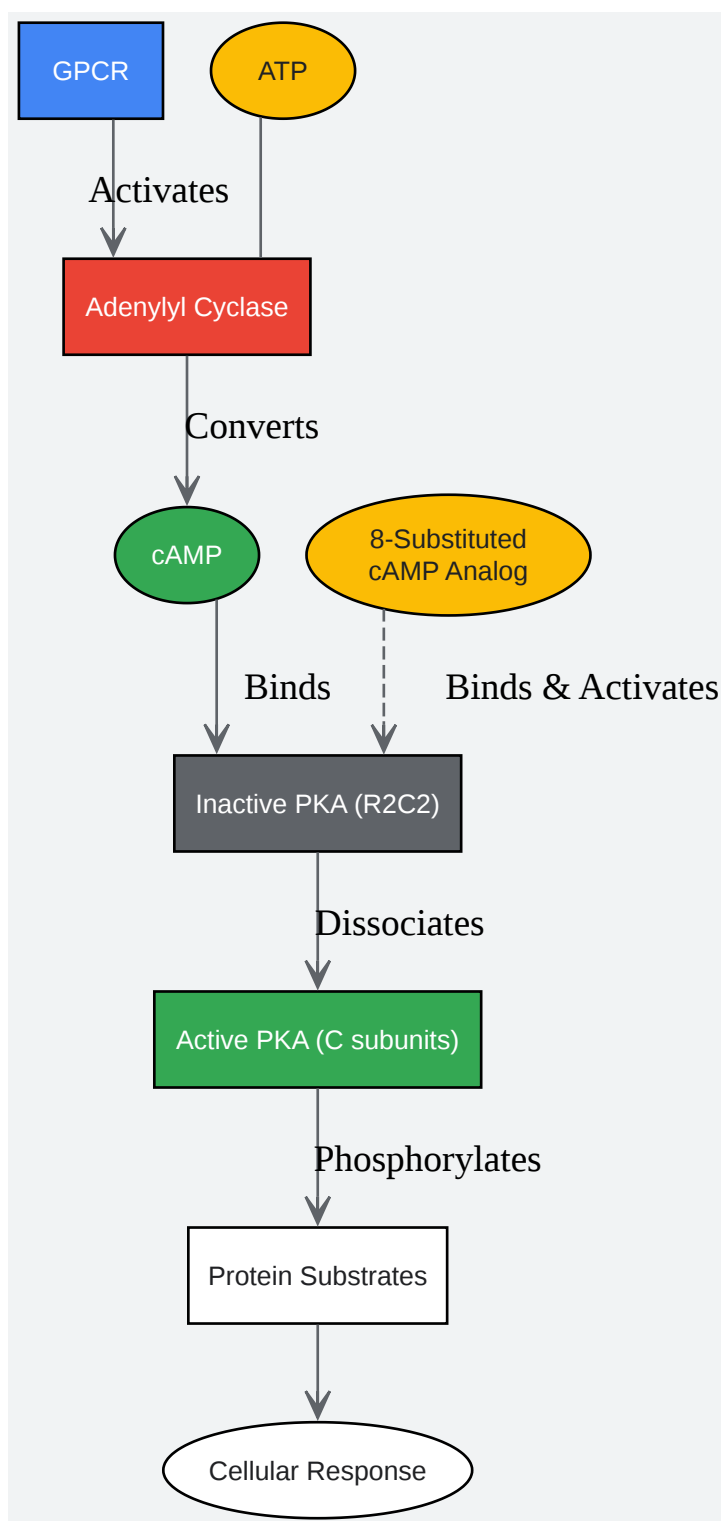 GPCR
ATP
Activates
Adenylyl Cyclase
Converts
cAMP
8-Substituted
cAMP Analog
Binds
Binds & Activates
Inactive PKA (R2C2)
Dissociates
Active PKA (C subunits)
Phosphorylates
Protein Substrates
Cellular Response